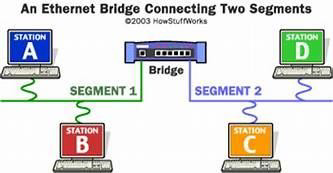 An Ethernet Bridge Connecting Two Segments
©2003 HowStuffWorks
STATION
A
STATION
D
Bridge
SEGMENT 1
SEGMENT 2
STATION
B
STATION
C